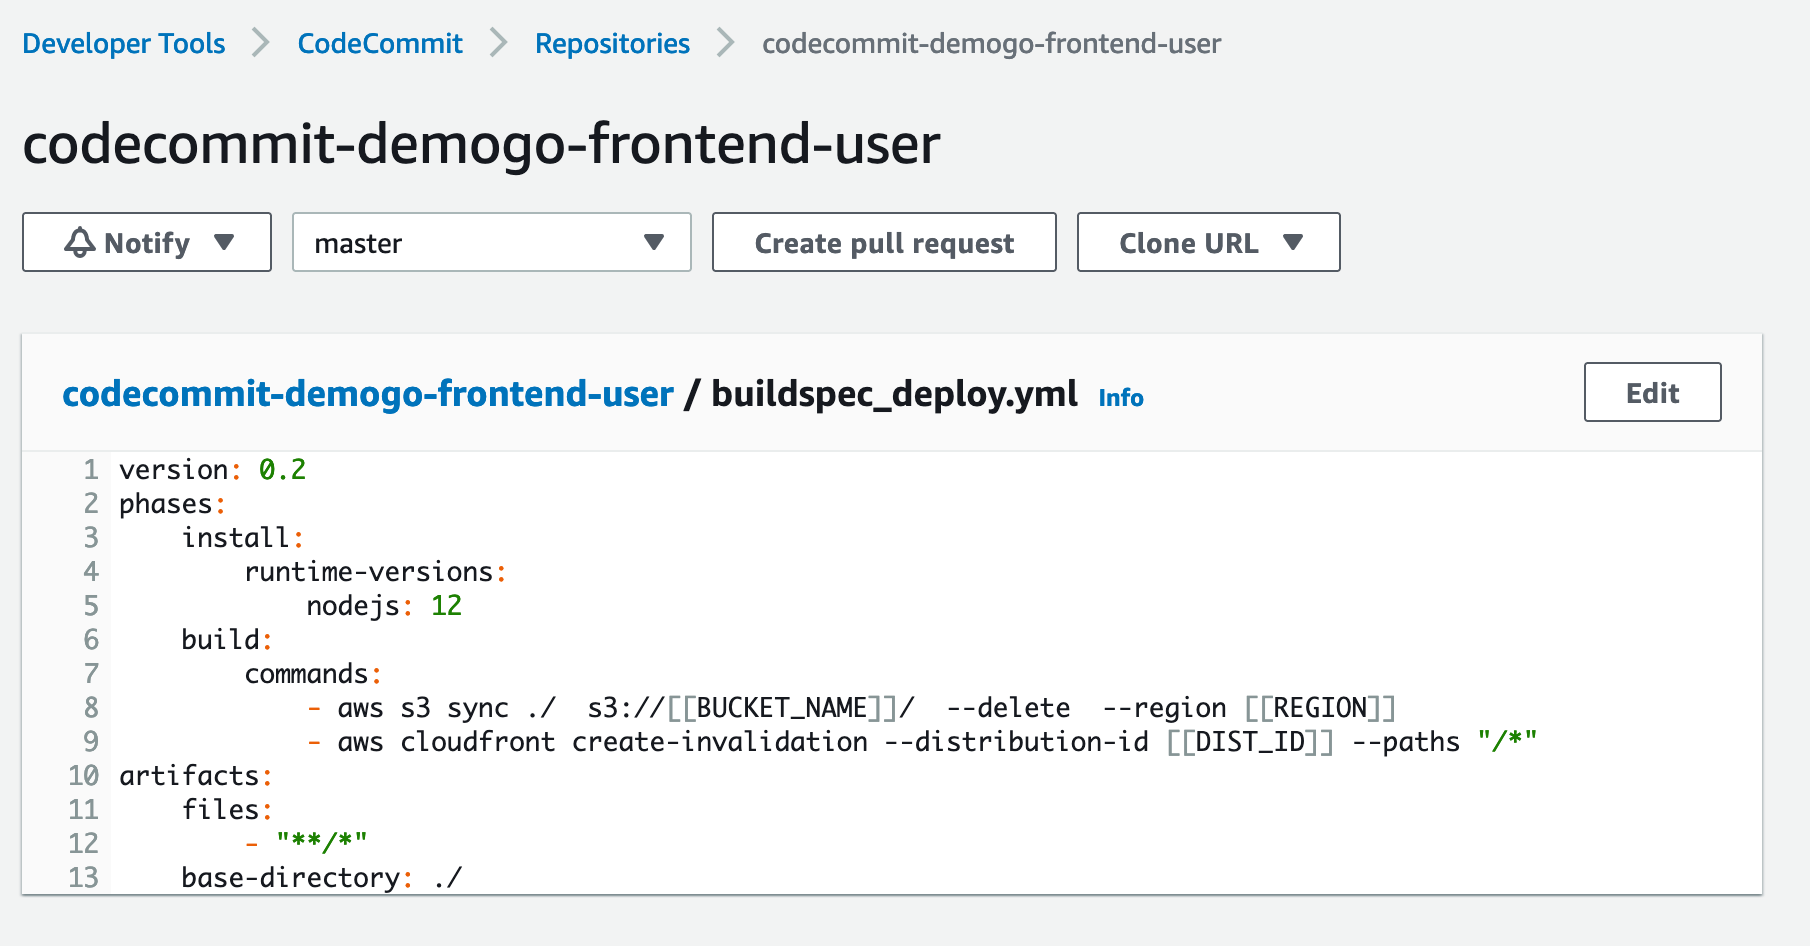 Developer Tools > CodeCommit > Repositories > codecommit-demogo-frontend-user
codecommit-demogo-frontend-user
Notify master Create pull request Clone URL
codecommit-demogo-frontend-user / buildspec_deploy.yml Info Edit
1 version: 0.2
2 phases:
3     install:
4         runtime-versions:
5             nodejs: 12
6     build:
7         commands:
8             - aws s3 sync ./  s3://[[BUCKET_NAME]]/  --delete  --region [[REGION]]
9             - aws cloudfront create-invalidation --distribution-id [[DIST_ID]] --paths "/*"
10 artifacts:
11     files:
12         - "**/*"
13     base-directory: ./